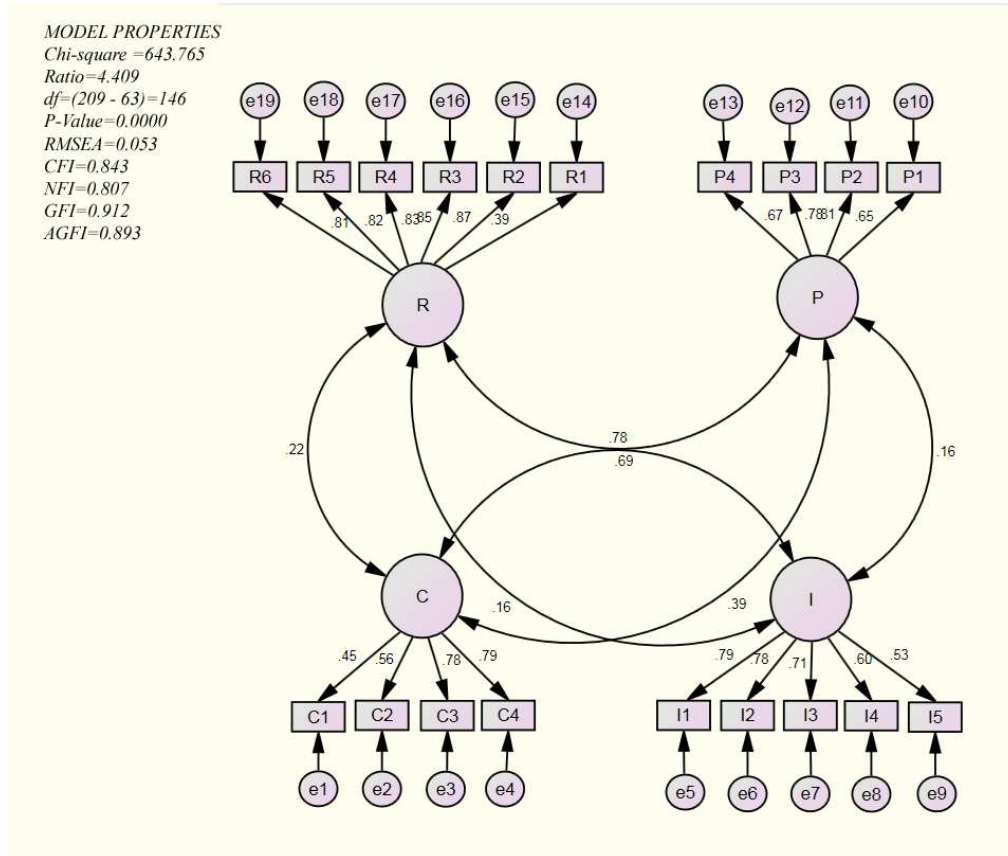 MODEL PROPERTIES
Chi-square =643.765
Ratio=4.409
df=(209 - 63)=146
P-Value=0.0000
RMSEA=0.053
CFI=0.843
NFI=0.807
GFI=0.912
AGFI=0.893
e19 e18 e17 e16 e15 e14 e13 e12 e11 e10
R6 R5 R4 R3 R2 R1 P4 P3 P2 P1
.81 .82 .83 .85 .87 .39 .67 .78 .81 .65
R P
.78
.22 .69 .16
C I
.16 .39
.45 .56 .78 .79 .79 .78 .71 .60 .53
C1 C2 C3 C4 I1 I2 I3 I4 I5
e1 e2 e3 e4 e5 e6 e7 e8 e9